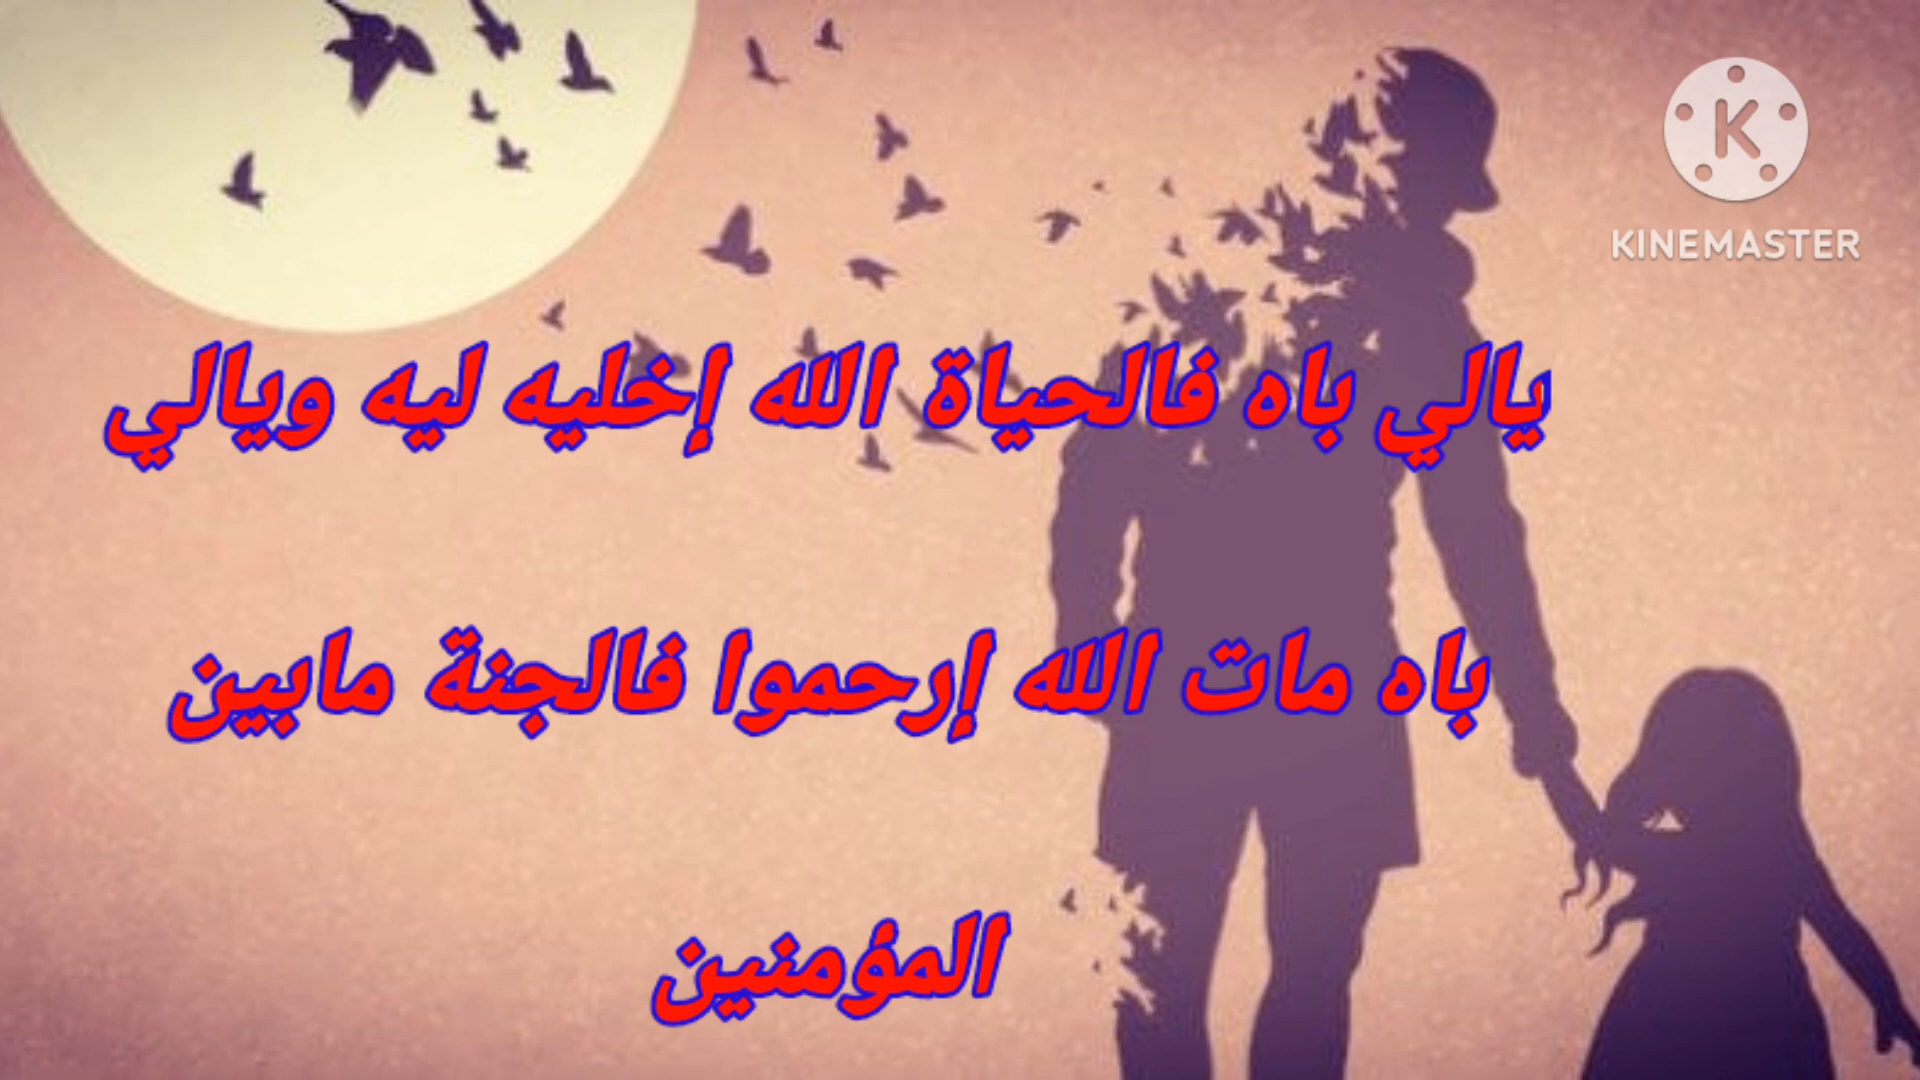 KINEMASTER
يالي باه فالحياة الله إخليه ليه ويالي
باه مات الله إرحموا فالجنة مابين
المؤمنين